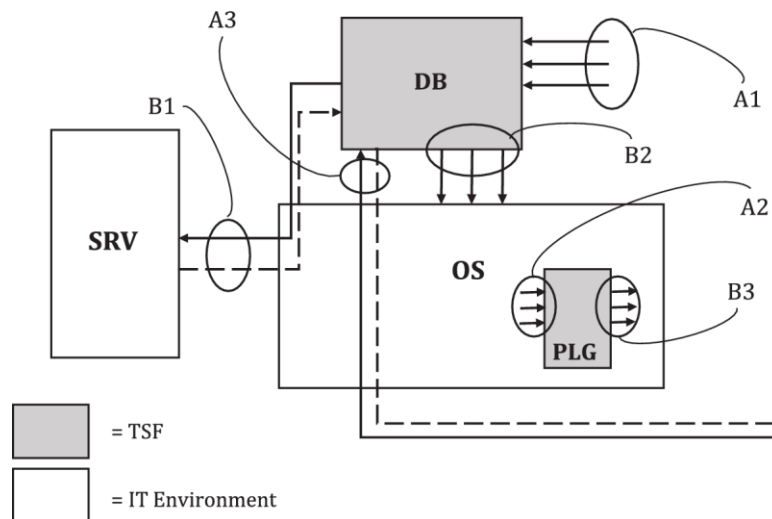 A3
DB
A1
B1
B2
A2
SRV
OS
B3
PLG
= TSF
= IT Environment